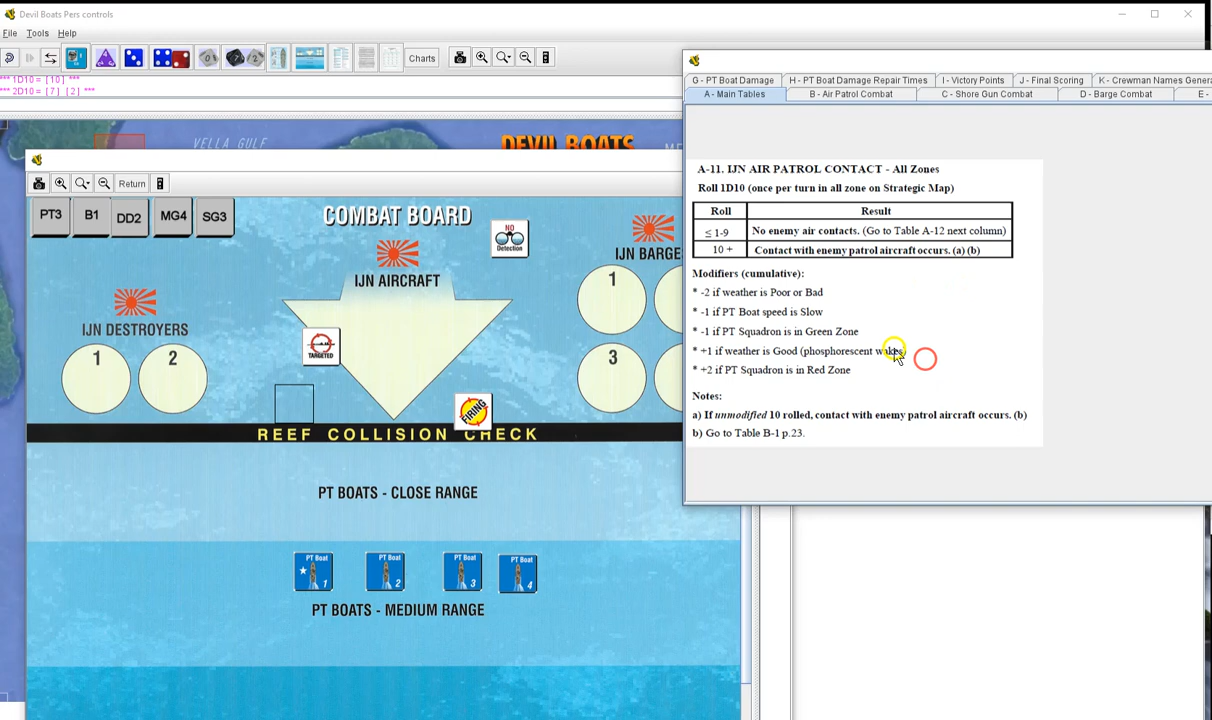 Devil Boats Pers controls
File Tools Help
Charts
*** 1D10 = [10] ***
*** 2D10 = [7] [2] ***
VELLA GULF
DEVIL BOATS
Return
PT3 B1 DD2 MG4 SG3
COMBAT BOARD
NO
Detection
IJN AIRCRAFT
IJN BARGE
IJN DESTROYERS
1 2
TARGETED
1
3
FIRING
REEF COLLISION CHECK
PT BOATS - CLOSE RANGE
PT Boat 1
PT Boat 2
PT Boat 3
PT Boat 4
PT BOATS - MEDIUM RANGE
G - PT Boat Damage H - PT Boat Damage Repair Times I - Victory Points J - Final Scoring K - Crewman Names Genera
A - Main Tables B - Air Patrol Combat C - Shore Gun Combat D - Barge Combat E -
A-11. IJN AIR PATROL CONTACT - All Zones
Roll 1D10 (once per turn in all zone on Strategic Map)
Roll Result
≤ 1-9 No enemy air contacts. (Go to Table A-12 next column)
10 + Contact with enemy patrol aircraft occurs. (a) (b)
Modifiers (cumulative):
* -2 if weather is Poor or Bad
* -1 if PT Boat speed is Slow
* -1 if PT Squadron is in Green Zone
* +1 if weather is Good (phosphorescent wakes)
* +2 if PT Squadron is in Red Zone
Notes:
a) If unmodified 10 rolled, contact with enemy patrol aircraft occurs. (b)
b) Go to Table B-1 p.23.